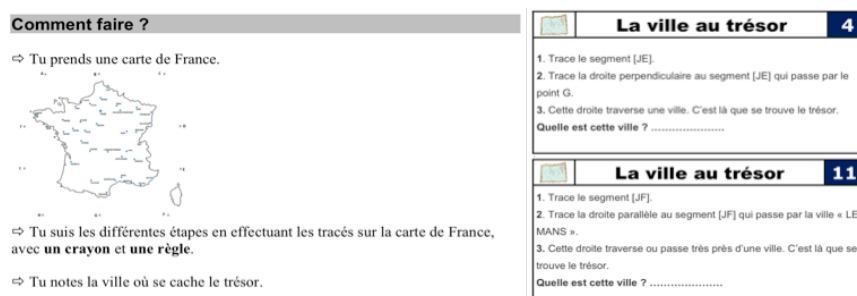 Comment faire ?
⇨ Tu prends une carte de France.
⇨ Tu suis les différentes étapes en effectuant les tracés sur la carte de France,
avec un crayon et une règle.
⇨ Tu notes la ville où se cache le trésor.
La ville au trésor 4
1. Trace le segment [JE].
2. Trace la droite perpendiculaire au segment [JE] qui passe par le
point G.
3. Cette droite traverse une ville. C'est là que se trouve le trésor.
Quelle est cette ville ? ......................
La ville au trésor 11
1. Trace le segment [JF].
2. Trace la droite parallèle au segment [JF] qui passe par la ville « LE
MANS ».
3. Cette droite traverse ou passe très près d'une ville. C'est là que se
trouve le trésor.
Quelle est cette ville ? ......................